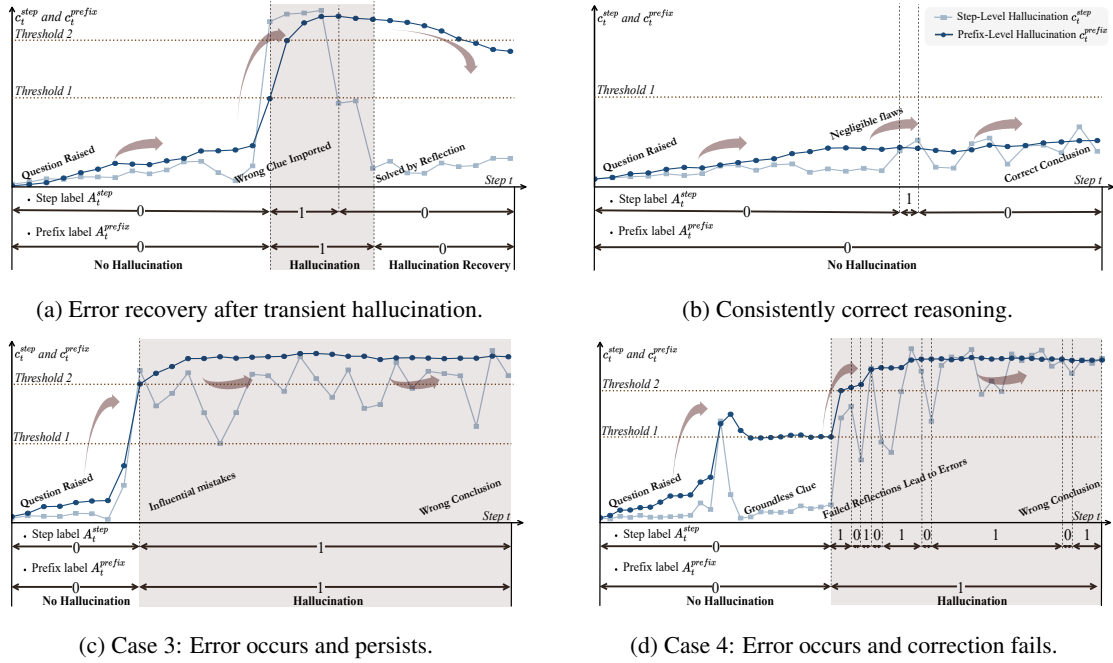 c_t^step and c_t^prefix
Threshold 2
Threshold 1
Question Raised
Wrong Clue Imported
Solved by Reflection
Step t
· Step label A_t^step
0 1 0
· Prefix label A_t^prefix
0 1 0
No Hallucination Hallucination Hallucination Recovery
(a) Error recovery after transient hallucination.
c_t^step and c_t^prefix
Step-Level Hallucination c_t^step
Prefix-Level Hallucination c_t^prefix
Threshold 1
Question Raised
Negligible flaws
Correct Conclusion
Step t
· Step label A_t^step
0 1 0
· Prefix label A_t^prefix
0
No Hallucination
(b) Consistently correct reasoning.
c_t^step and c_t^prefix
Threshold 2
Threshold 1
Question Raised
Influential mistakes
Wrong Conclusion
Step t
· Step label A_t^step
0 1
· Prefix label A_t^prefix
0 1
No Hallucination Hallucination
(c) Case 3: Error occurs and persists.
c_t^step and c_t^prefix
Threshold 2
Threshold 1
Question Raised
Groundless Clue
Failed Reflections Lead to Errors
Wrong Conclusion
Step t
· Step label A_t^step
0 1 0 1 0 1 0 1 0 1
· Prefix label A_t^prefix
0 1
No Hallucination Hallucination
(d) Case 4: Error occurs and correction fails.